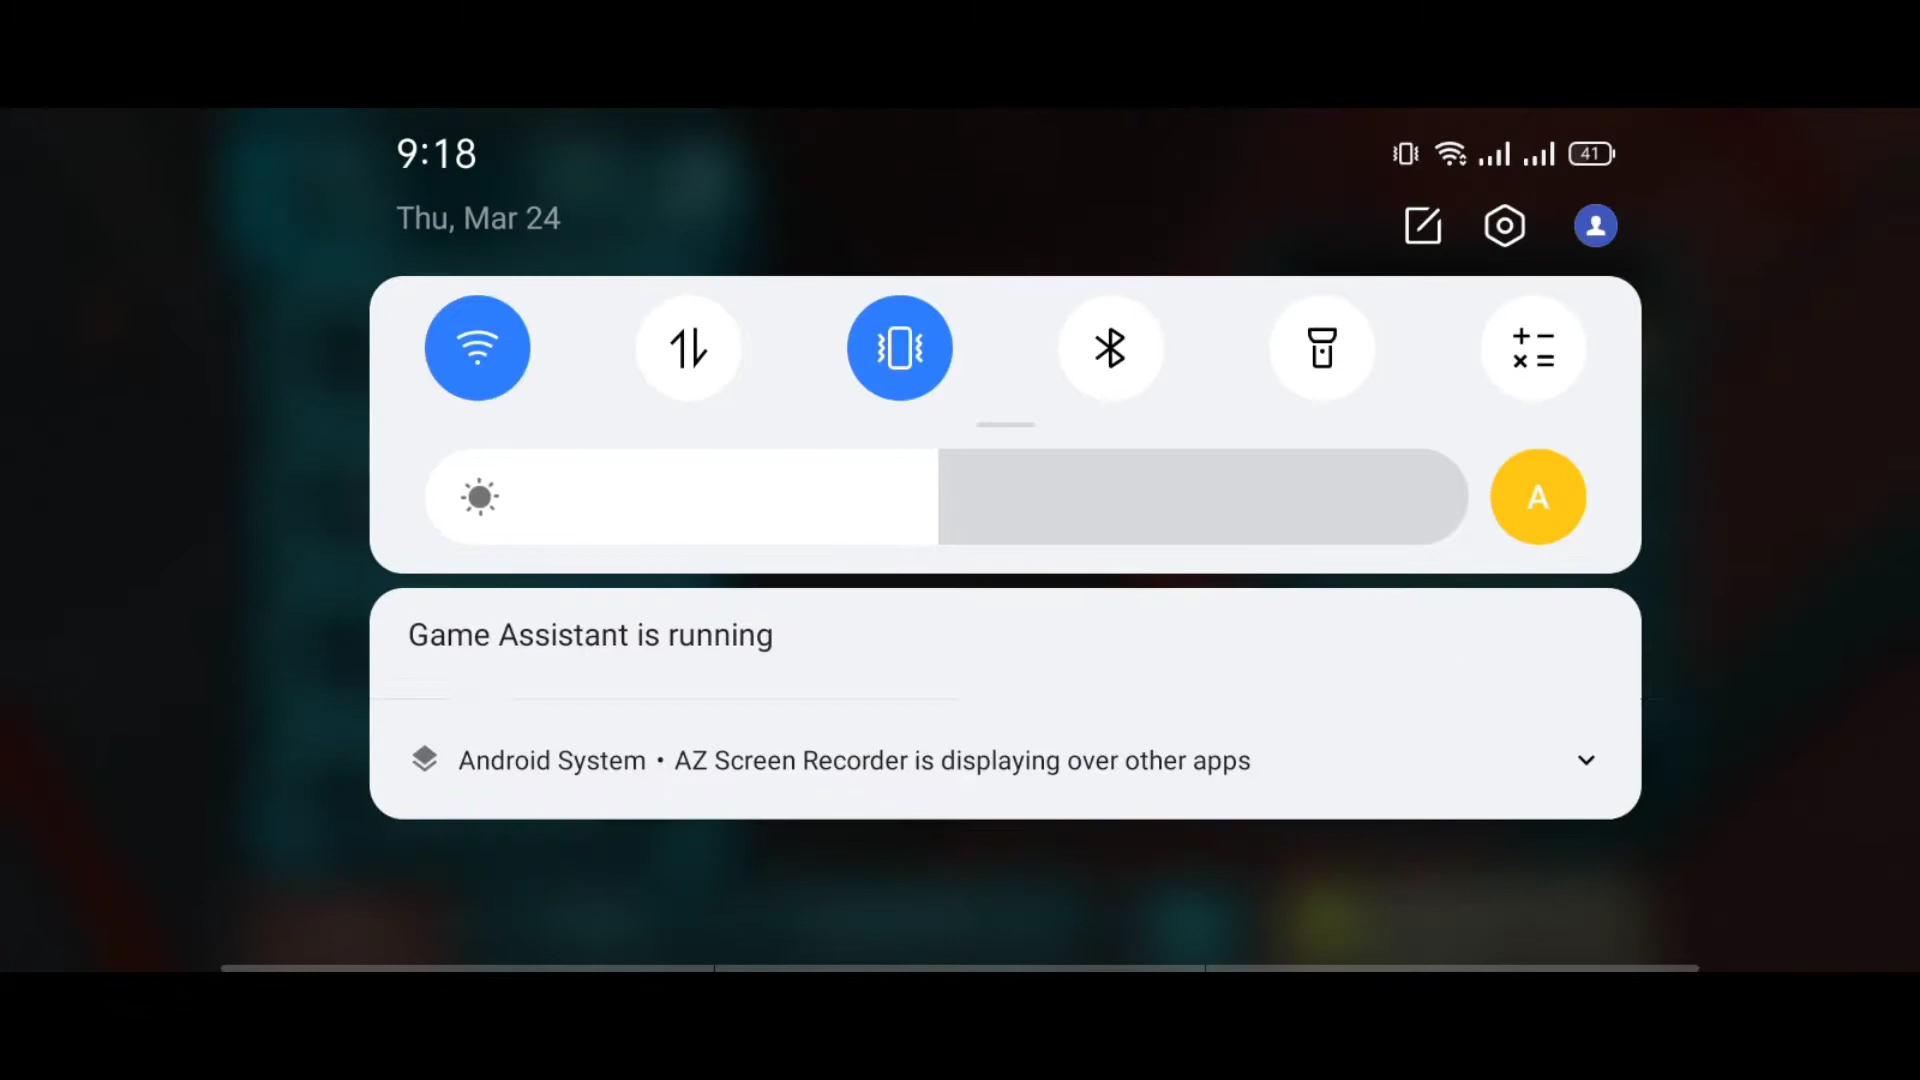 9:18
41
Thu, Mar 24
A
Game Assistant is running
Android System • AZ Screen Recorder is displaying over other apps